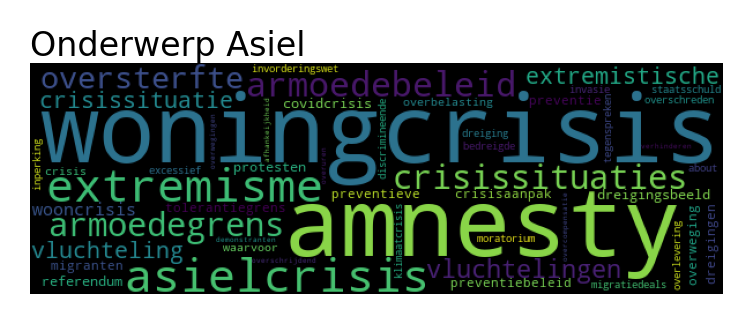 Onderwerp Asiel
invorderingswet
oversterfte
armoedebeleid
extremistische
invasie
staatsschuld
crisissituatie
covidcrisis
overbelasting
preventie
overschreden
woningcrisis
afhankelijkheid
overwegingen
discriminerende
dreiging
bedreigde
tegenspreken
verhinderen
inperking
crisis
excessief
protesten
extremisme
crisissituaties
about
wooncrisis
tolerantiegrens
preventieve
crisisaanpak
dreigingsbeeld
armoedegrens
amnesty
demonstranten
waarvoor
klimaatcrisis
moratorium
overcompensatie
overlevering
overweging
dreigingen
vluchteling
migranten
overschrijdend
asielcrisis
vluchtelingen
referendum
preventiebeleid
migratiedeals